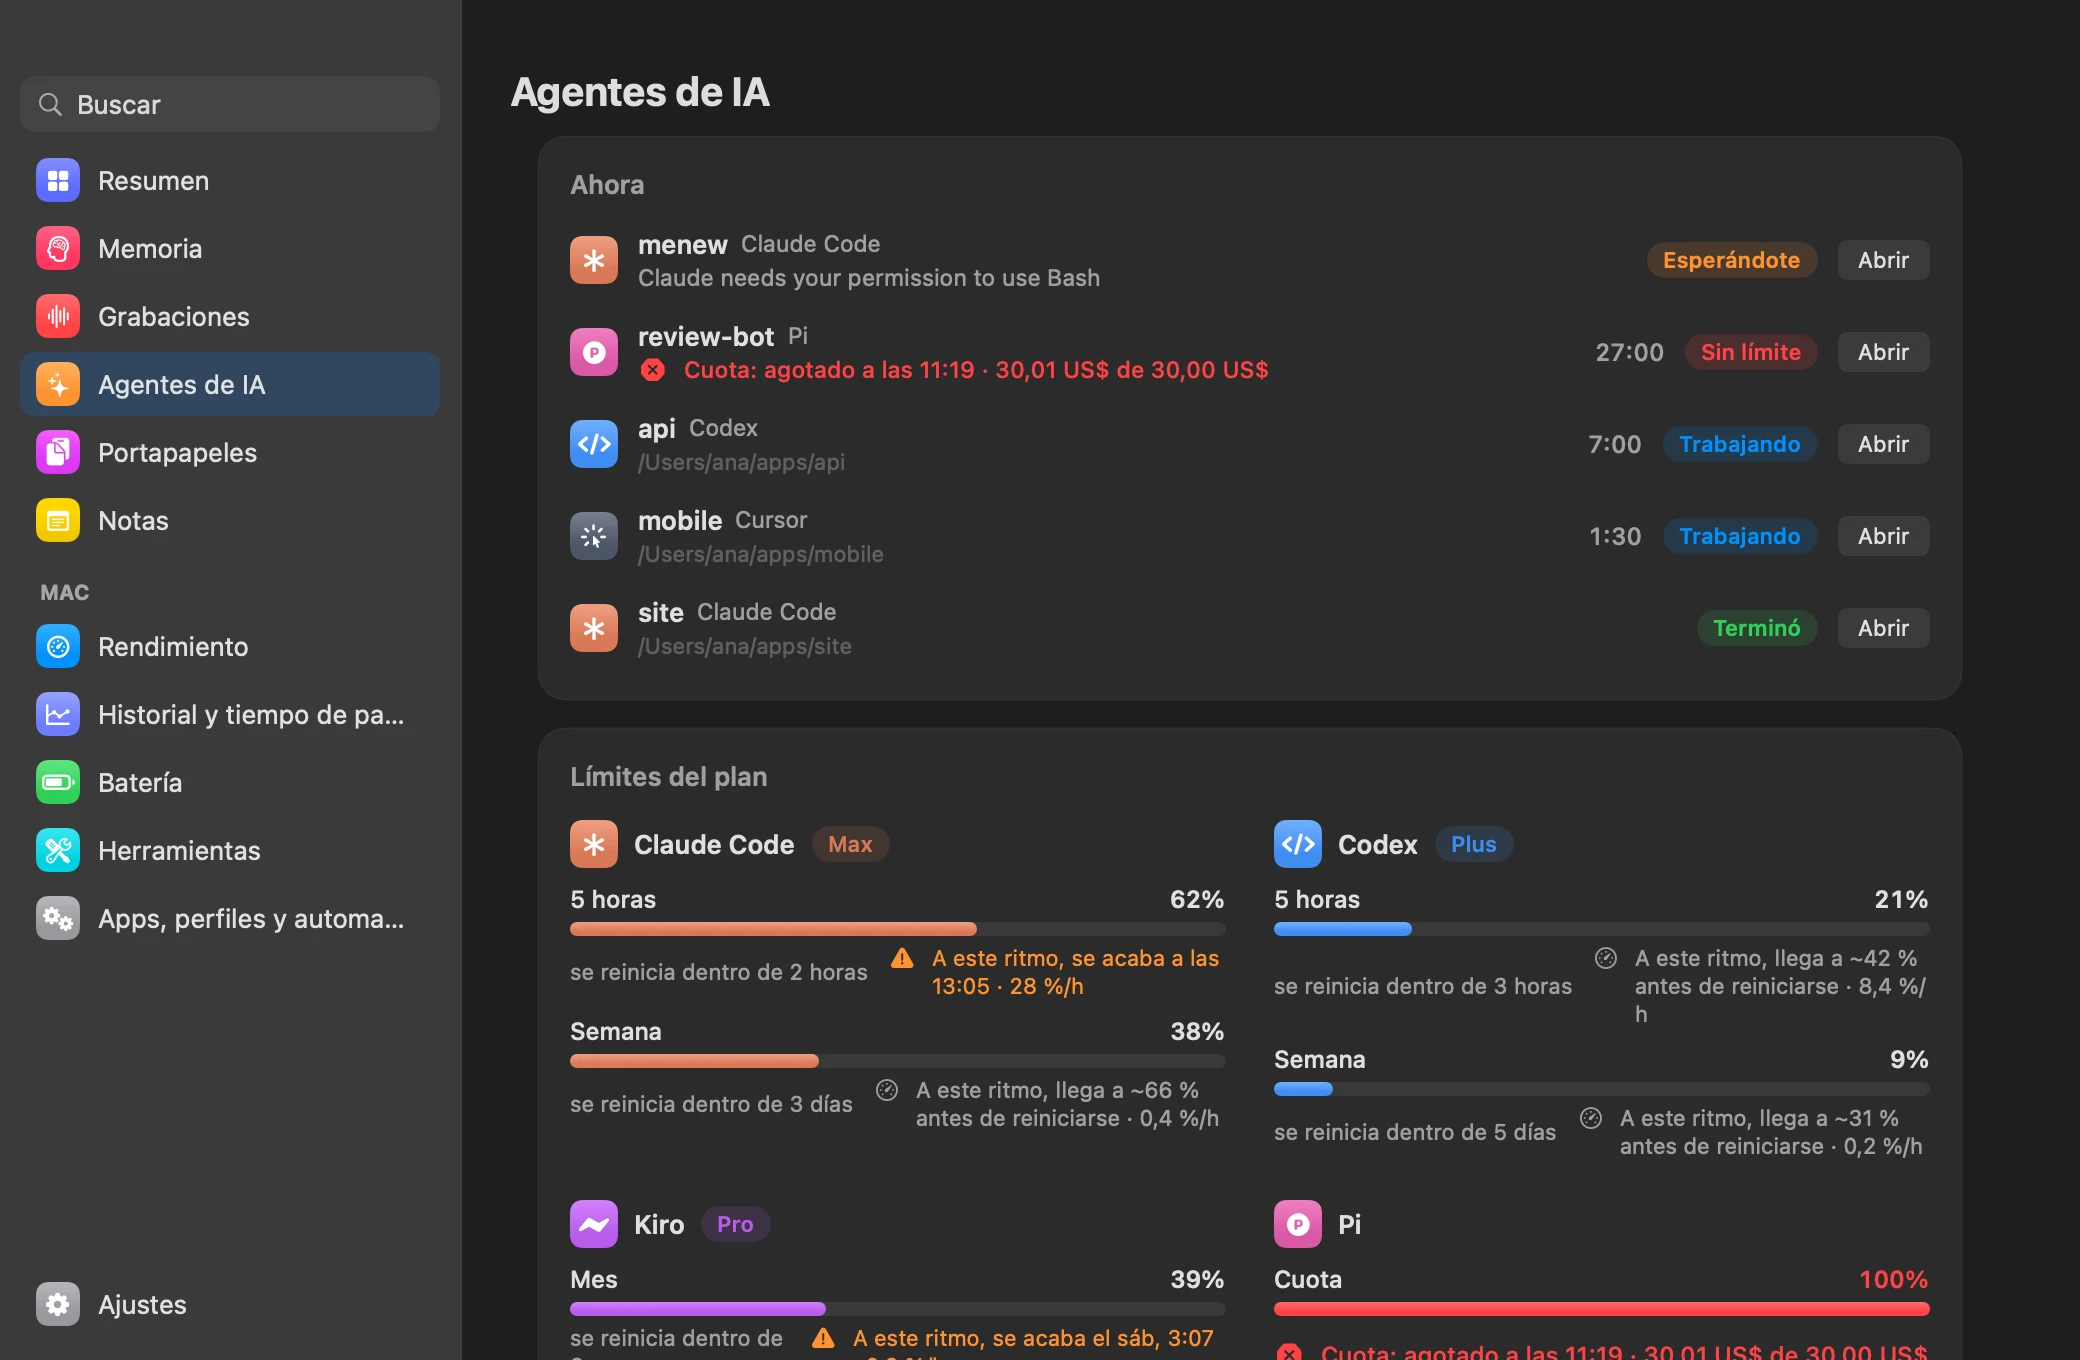 Buscar
Resumen
Memoria
Grabaciones
Agentes de IA
Portapapeles
Notas
MAC
Rendimiento
Historial y tiempo de pa...
Batería
Herramientas
Apps, perfiles y automa...
Ajustes
Agentes de IA
Ahora
menew Claude Code
Claude needs your permission to use Bash
Esperándote Abrir
review-bot Pi
Cuota: agotado a las 11:19 · 30,01 US$ de 30,00 US$
27:00 Sin límite Abrir
api Codex
/Users/ana/apps/api
7:00 Trabajando Abrir
mobile Cursor
/Users/ana/apps/mobile
1:30 Trabajando Abrir
site Claude Code
/Users/ana/apps/site
Terminó Abrir
Límites del plan
Claude Code Max
5 horas 62%
se reinicia dentro de 2 horas
A este ritmo, se acaba a las
13:05 · 28 %/h
Semana 38%
se reinicia dentro de 3 días
A este ritmo, llega a ~66 %
antes de reiniciarse · 0,4 %/h
Codex Plus
5 horas 21%
se reinicia dentro de 3 horas
A este ritmo, llega a ~42 %
antes de reiniciarse · 8,4 %/
h
Semana 9%
se reinicia dentro de 5 días
A este ritmo, llega a ~31 %
antes de reiniciarse · 0,2 %/h
Kiro Pro
Mes 39%
se reinicia dentro de
A este ritmo, se acaba el sáb, 3:07
Pi
Cuota 100%
Cuota: agotado a las 11:19 · 30,01 US$ de 30,00 US$